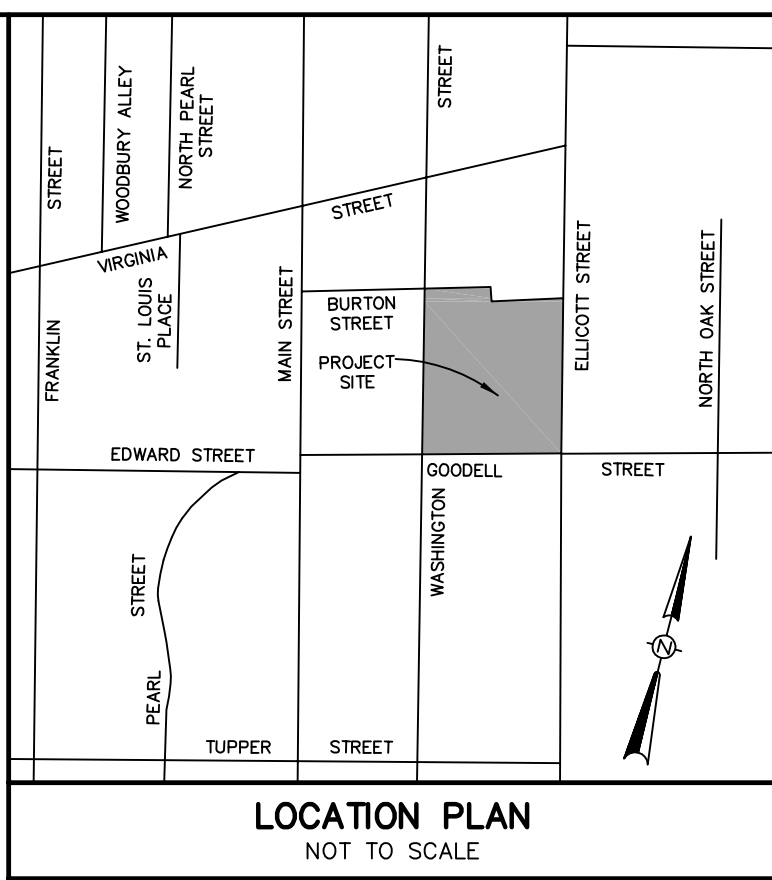 STREET
WOODBURY ALLEY
NORTH PEARL
STREET
STREET
STREET
VIRGINIA
ST. LOUIS
PLACE
FRANKLIN
MAIN STREET
BURTON
STREET
PROJECT
SITE
ELLICOTT STREET
NORTH OAK STREET
EDWARD STREET
GOODELL
STREET
WASHINGTON
STREET
PEARL
N
TUPPER
STREET
LOCATION PLAN
NOT TO SCALE